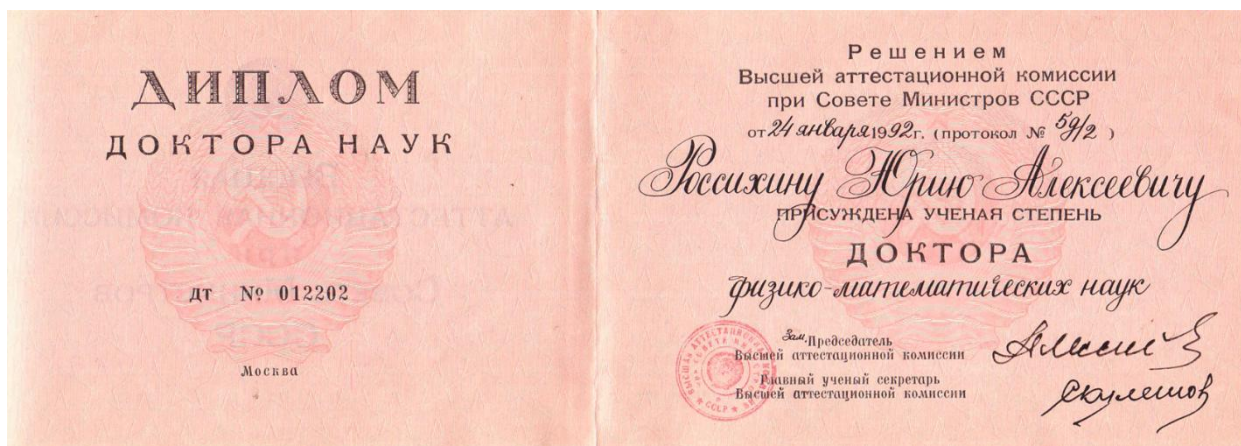 ДИПЛОМ
ДОКТОРА НАУК
ДТ № 012202
Москва
Решением
Высшей аттестационной комиссии
при Совете Министров СССР
от 24 января 1992 г. (протокол № 5д/2 )
Россихину Юрию Алексеевичу
ПРИСУЖДЕНА УЧЕНАЯ СТЕПЕНЬ
ДОКТОРА
физико-математических наук
Зам. Председатель
Высшей аттестационной комиссии
Главный ученый секретарь
Высшей аттестационной комиссии
СССР